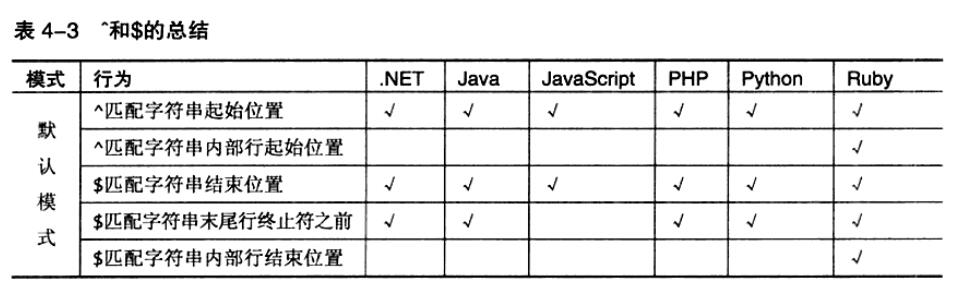 表 4–3 ^和$的总结
模式 行为 .NET Java JavaScript PHP Python Ruby
默认模式
^匹配字符串起始位置 √ √ √ √ √ √
^匹配字符串内部行起始位置 √
$匹配字符串结束位置 √ √ √ √ √ √
$匹配字符串末尾行终止符之前 √ √ √ √ √
$匹配字符串内部行结束位置 √